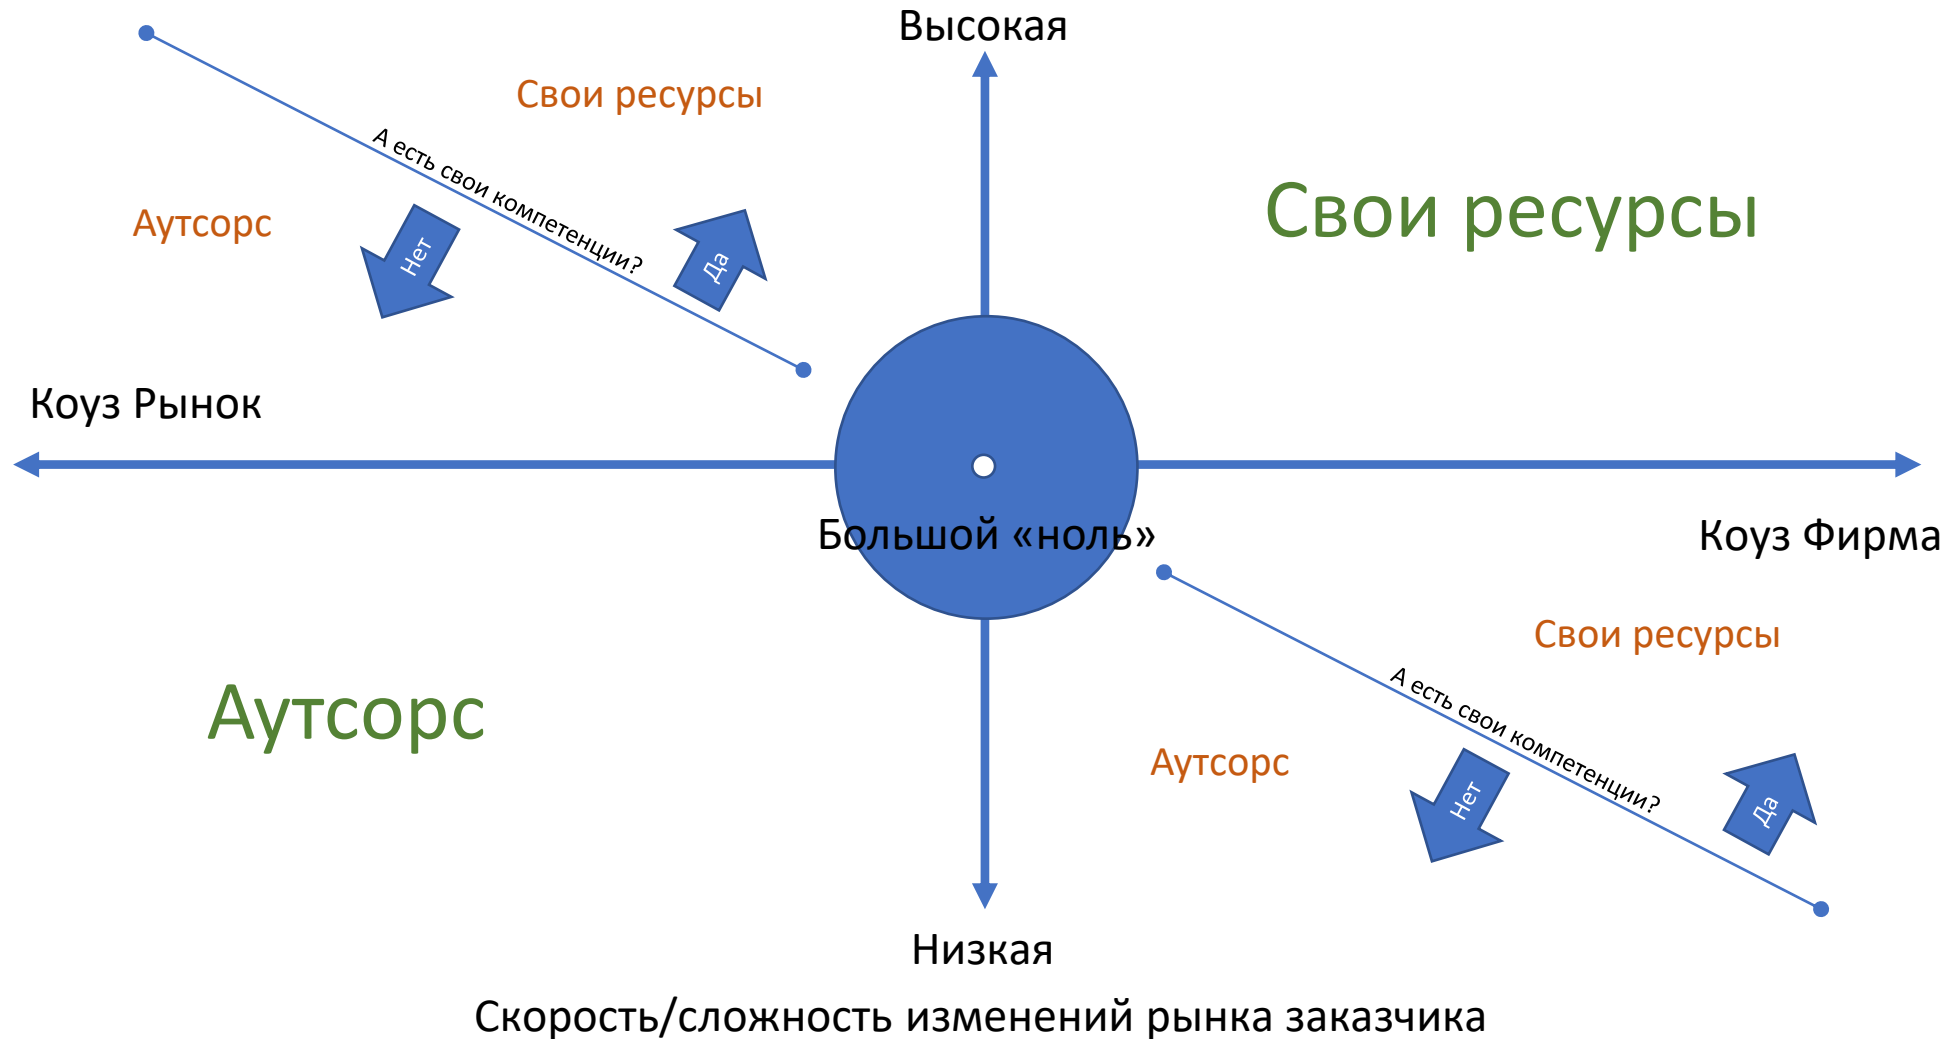 Высокая
Свои ресурсы
А есть свои компетенции?
Аутсорс
Нет
Да
Свои ресурсы
Коуз Рынок
Большой «ноль»
Коуз Фирма
Свои ресурсы
А есть свои компетенции?
Аутсорс
Аутсорс
Нет
Да
Низкая
Скорость/сложность изменений рынка заказчика